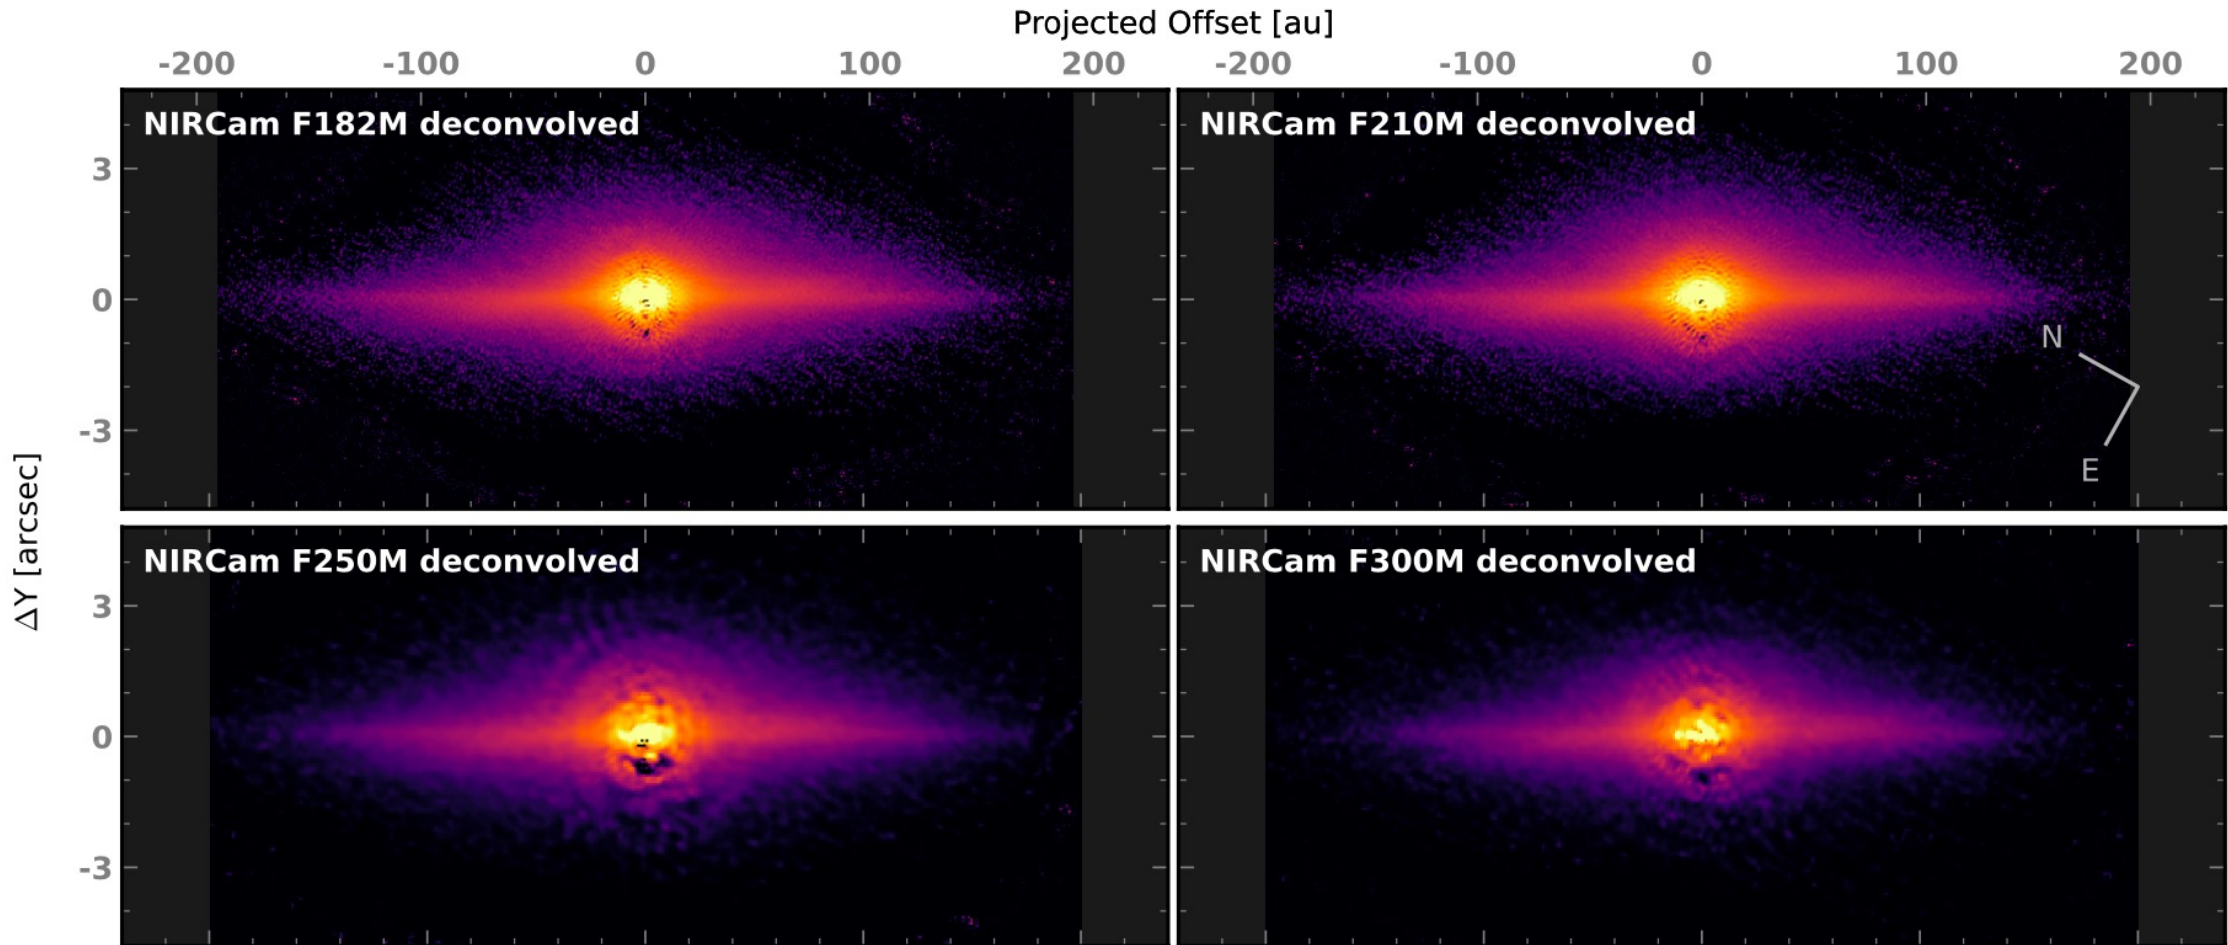 Projected Offset [au]
-200 -100 0 100 200 -200 -100 0 100 200
NIRCam F182M deconvolved
NIRCam F210M deconvolved
3
0
-3
N
E
ΔY [arcsec]
NIRCam F250M deconvolved
NIRCam F300M deconvolved
3
0
-3